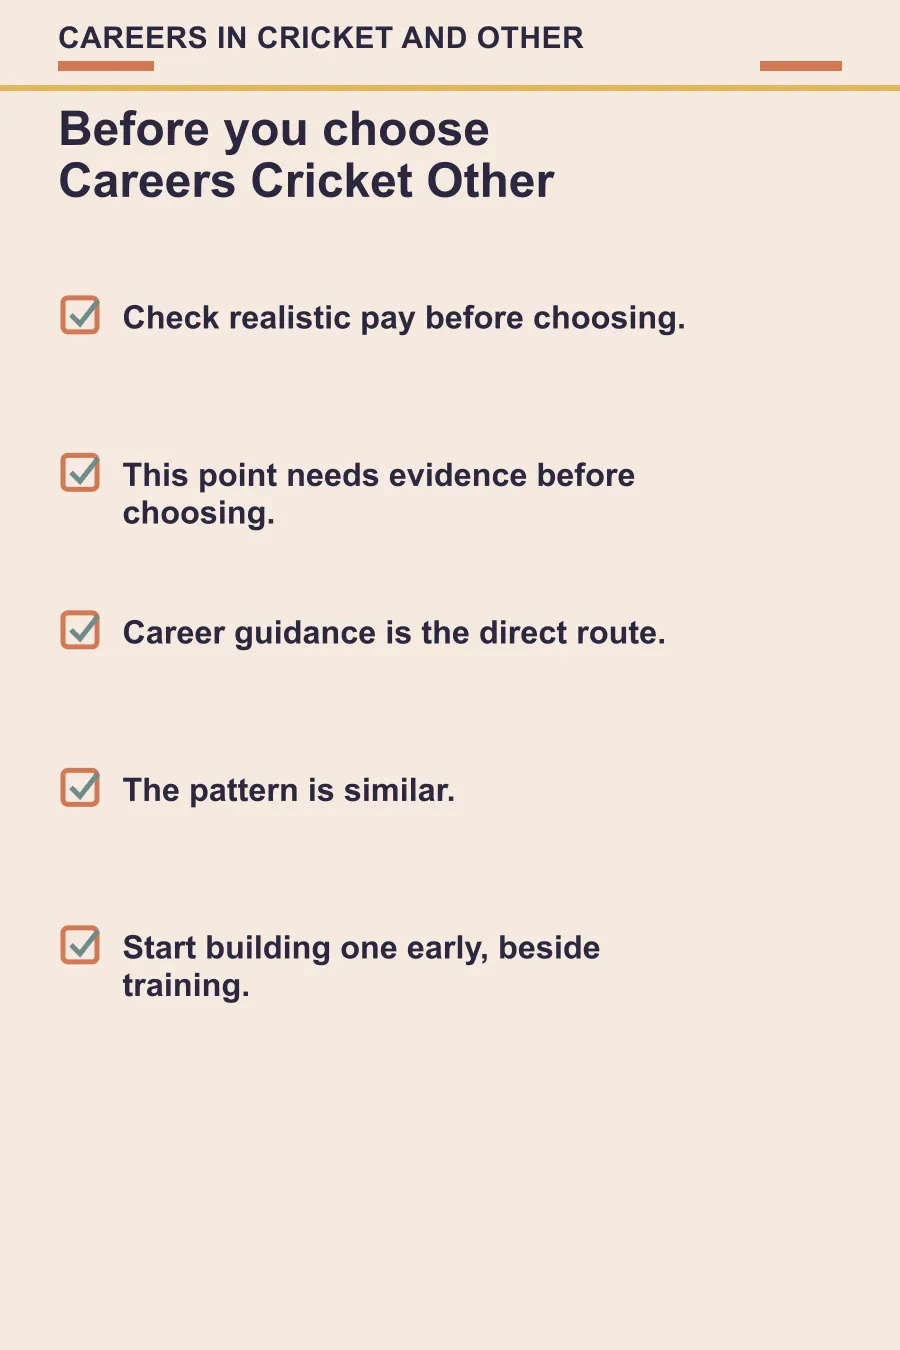 CAREERS IN CRICKET AND OTHER
Before you choose
Careers Cricket Other
Check realistic pay before choosing.
This point needs evidence before
choosing.
Career guidance is the direct route.
The pattern is similar.
Start building one early, beside
training.